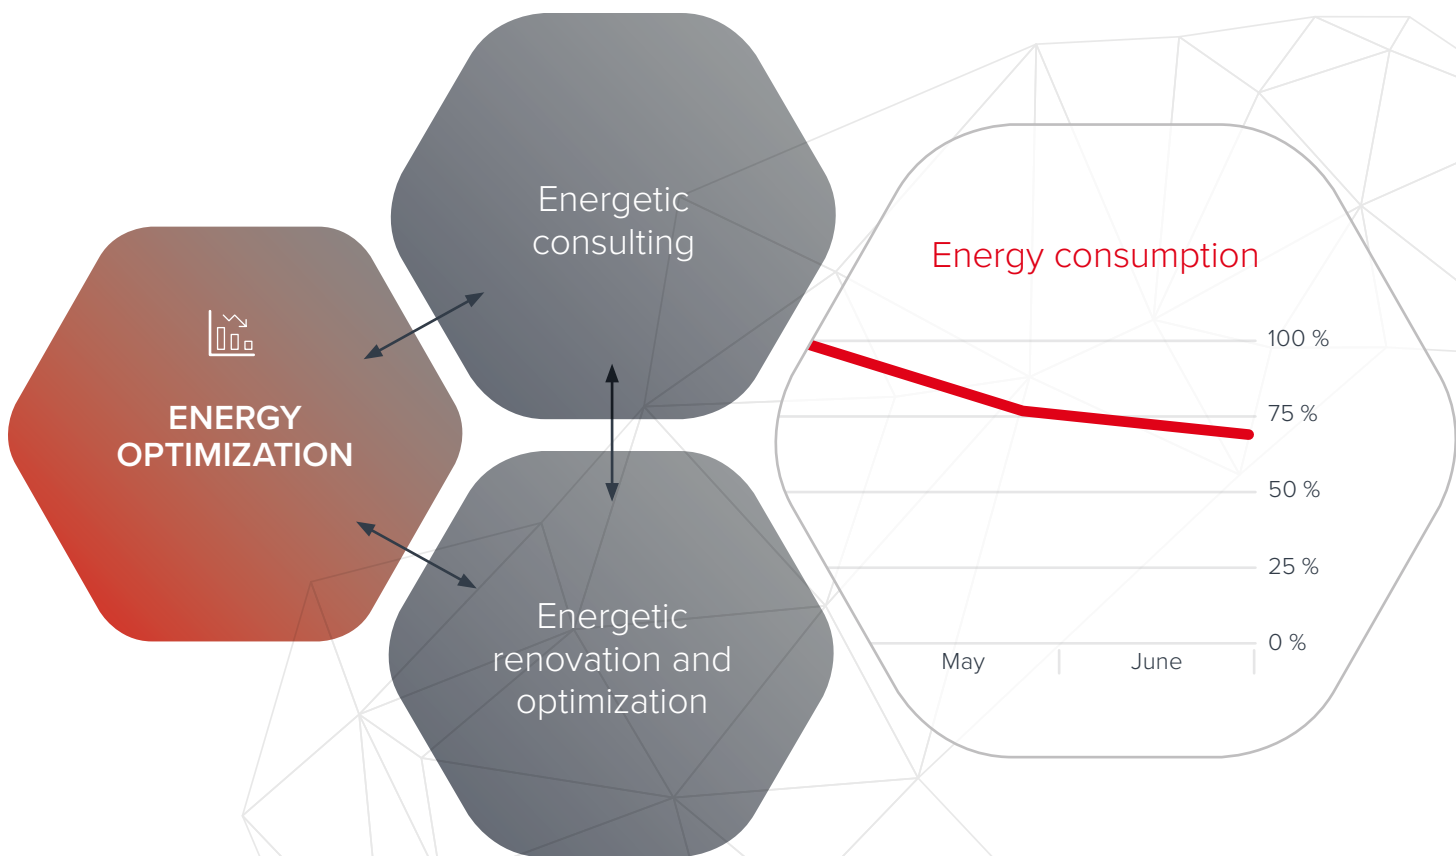 Energetic
consulting
ENERGY
OPTIMIZATION
Energetic
renovation and
optimization
Energy consumption
100 %
75 %
50 %
25 %
0 %
May
June